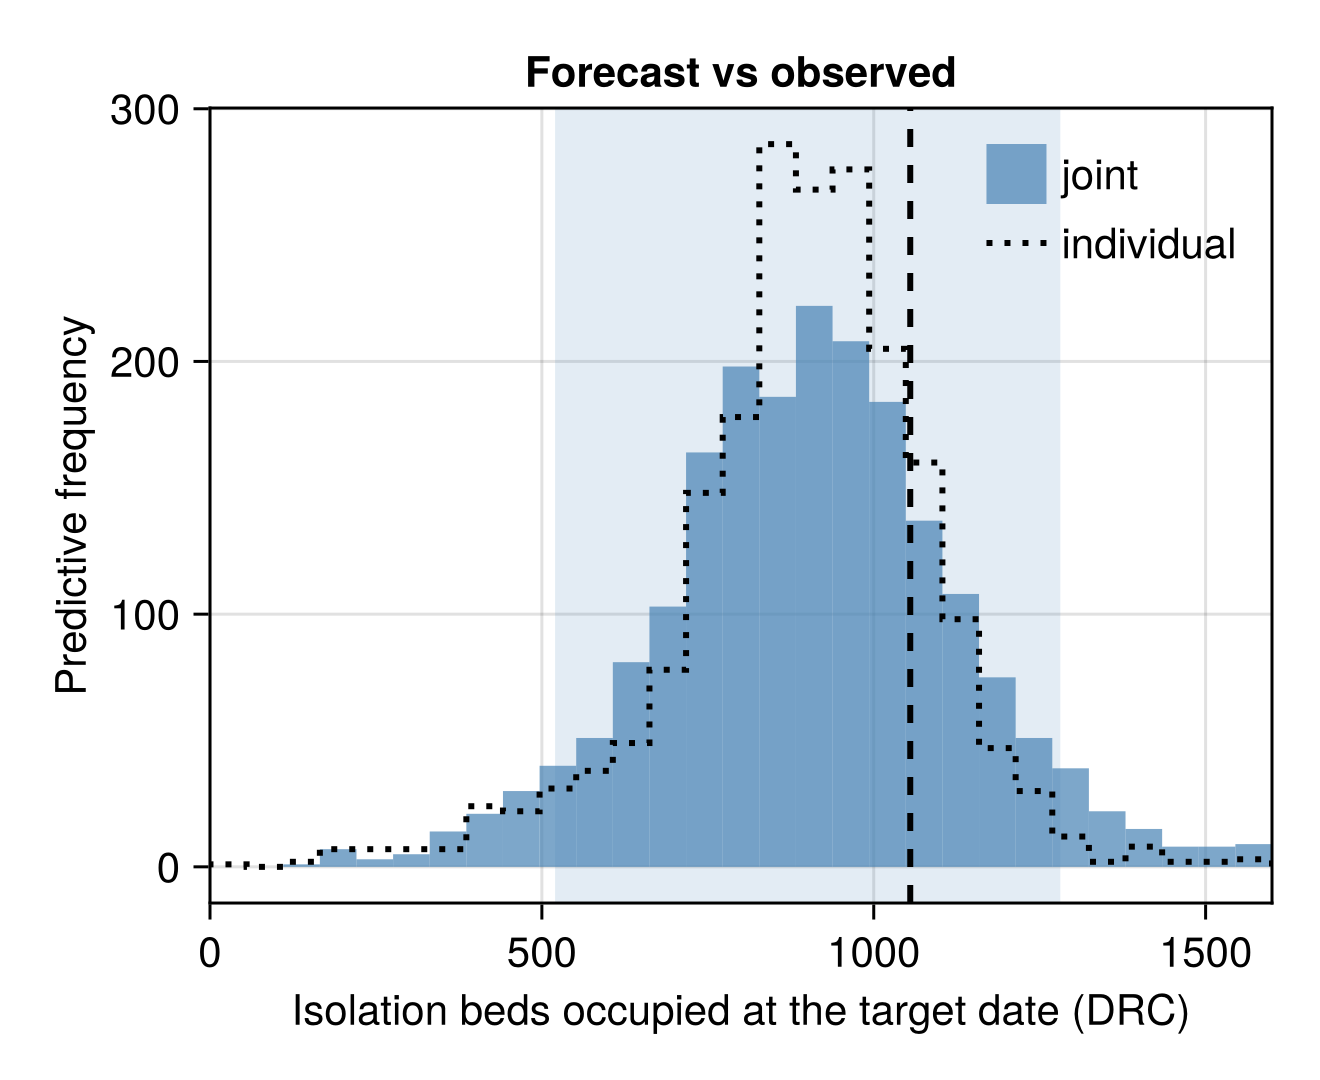 Forecast vs observed
300
200
100
0
Predictive frequency
joint
individual
0 500 1000 1500
Isolation beds occupied at the target date (DRC)